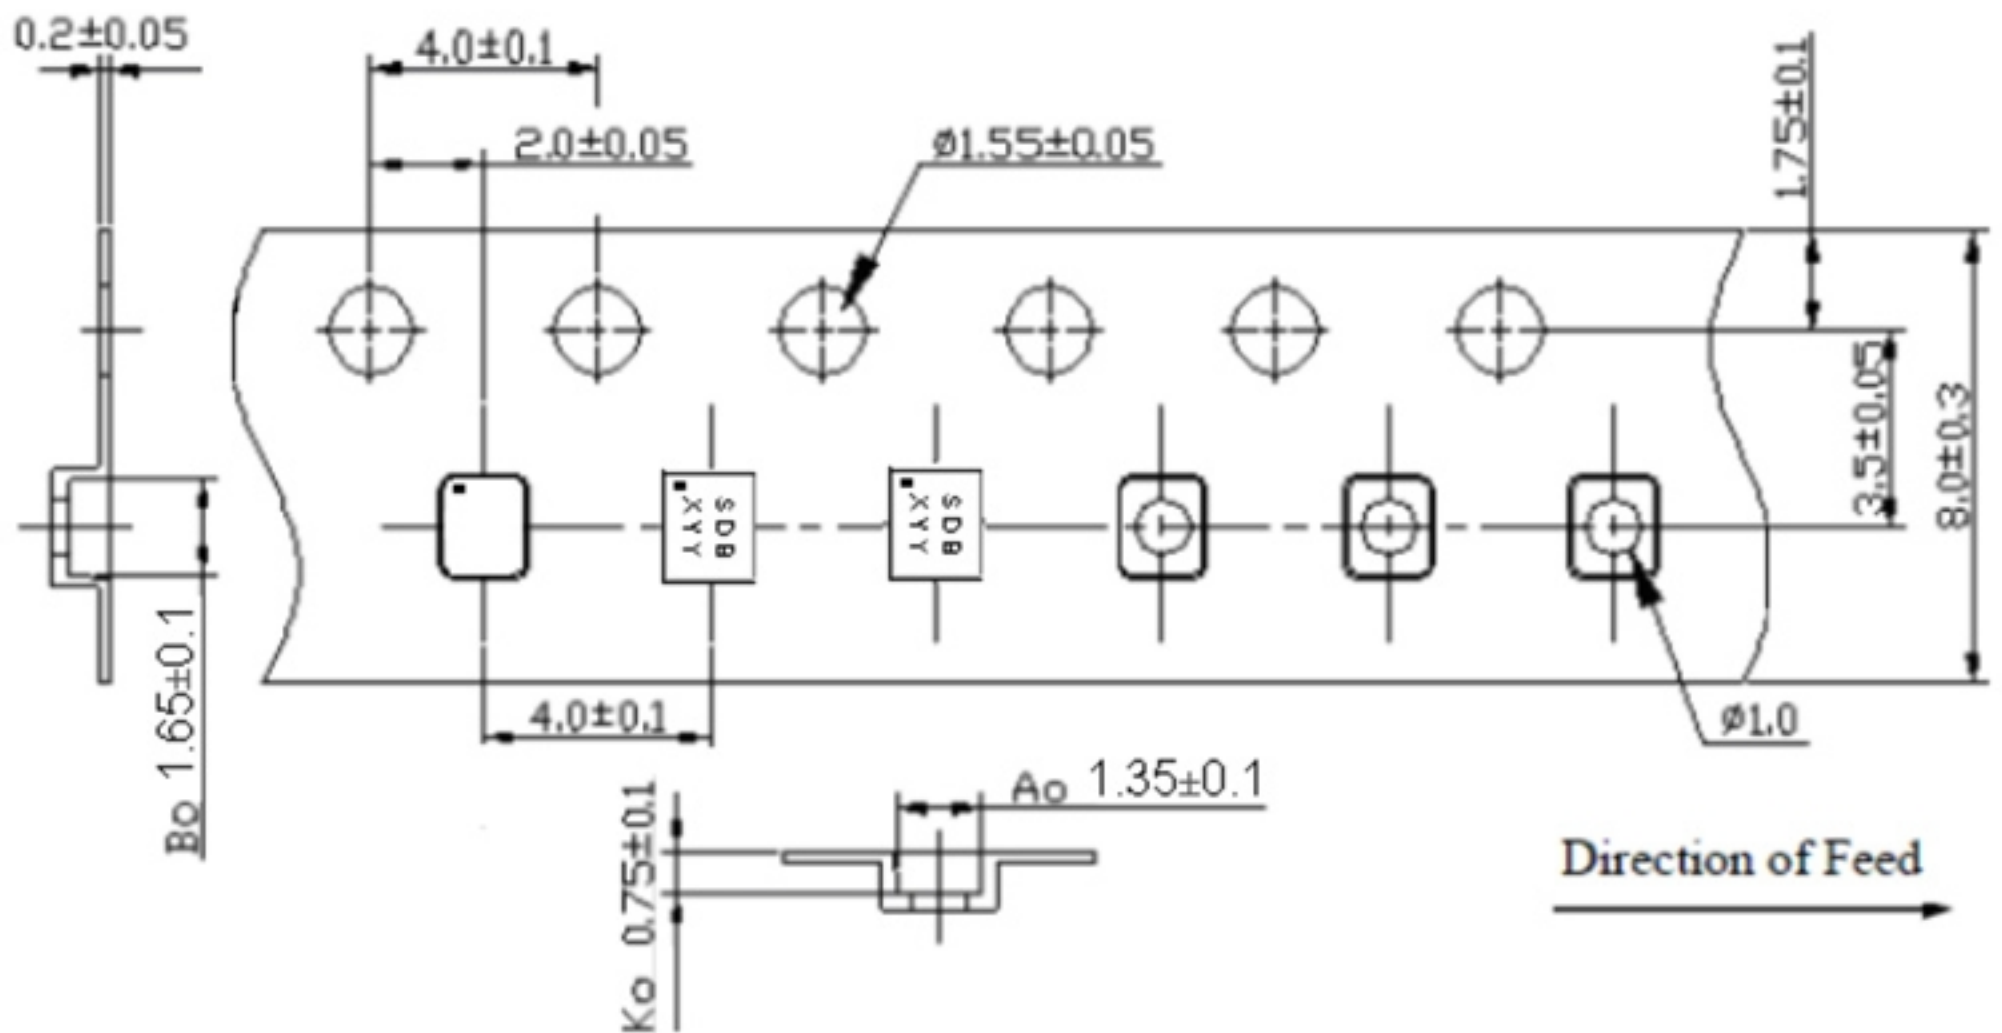 0.2±0.05
4.0±0.1
2.0±0.05
ø1.55±0.05
1.75±0.1
3.5±0.05
8.0±0.3
SD8
XYY
SD8
XYY
Bo 1.65±0.1
4.0±0.1
ø1.0
Ao 1.35±0.1
Ko 0.75±0.1
Direction of Feed